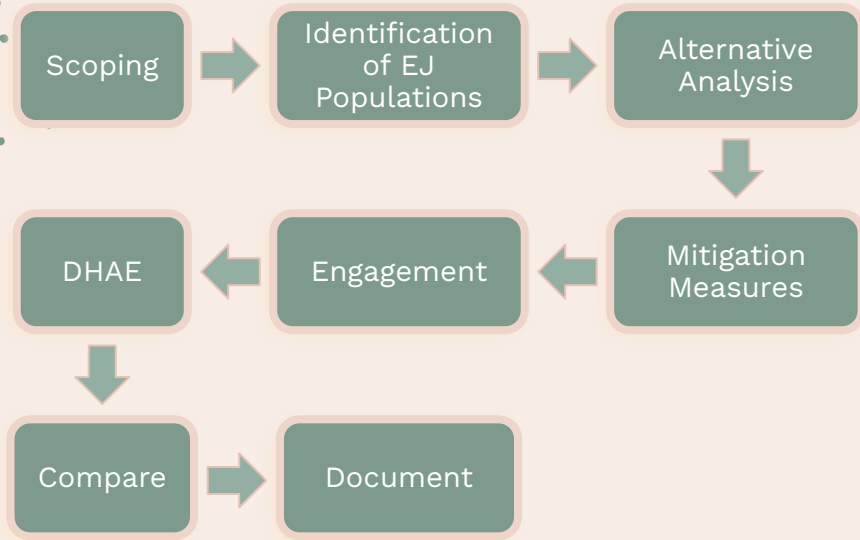 Scoping
Identification
of EJ
Populations
Alternative
Analysis
Mitigation
Measures
Engagement
DHAE
Compare
Document